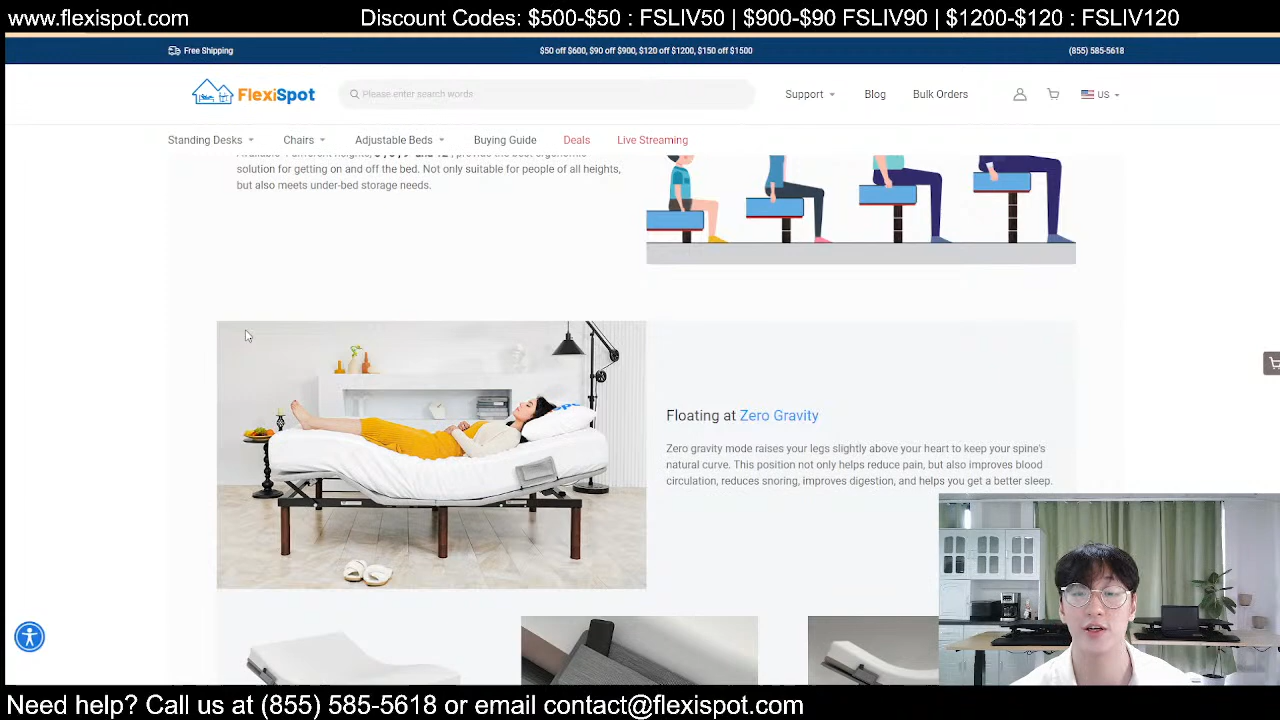 www.flexispot.com
Discount Codes: $500-$50 : FSLIV50 | $900-$90 FSLIV90 | $1200-$120 : FSLIV120
Free Shipping
$50 off $600, $90 off $900, $120 off $1200, $150 off $1500
(855) 585-5618
FlexiSpot
Please enter search words
Support
Blog
Bulk Orders
US
Standing Desks
Chairs
Adjustable Beds
Buying Guide
Deals
Live Streaming
solution for getting on and off the bed. Not only suitable for people of all heights,
but also meets under-bed storage needs.
Floating at Zero Gravity
Zero gravity mode raises your legs slightly above your heart to keep your spine's
natural curve. This position not only helps reduce pain, but also improves blood
circulation, reduces snoring, improves digestion, and helps you get a better sleep.
Need help? Call us at (855) 585-5618 or email contact@flexispot.com